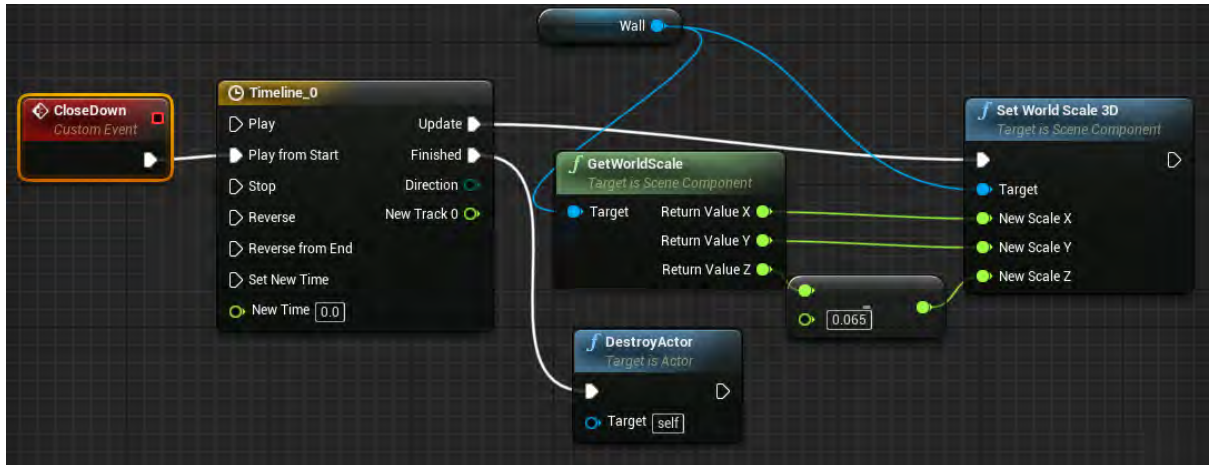 Wall
CloseDown
Custom Event
Timeline_0
Play
Update
Play from Start
Finished
Stop
Direction
Reverse
New Track 0
Reverse from End
Set New Time
New Time 0.0
f GetWorldScale
Target is Scene Component
Target
Return Value X
Return Value Y
Return Value Z
-
0.065
f Set World Scale 3D
Target is Scene Component
Target
New Scale X
New Scale Y
New Scale Z
f DestroyActor
Target is Actor
Target self